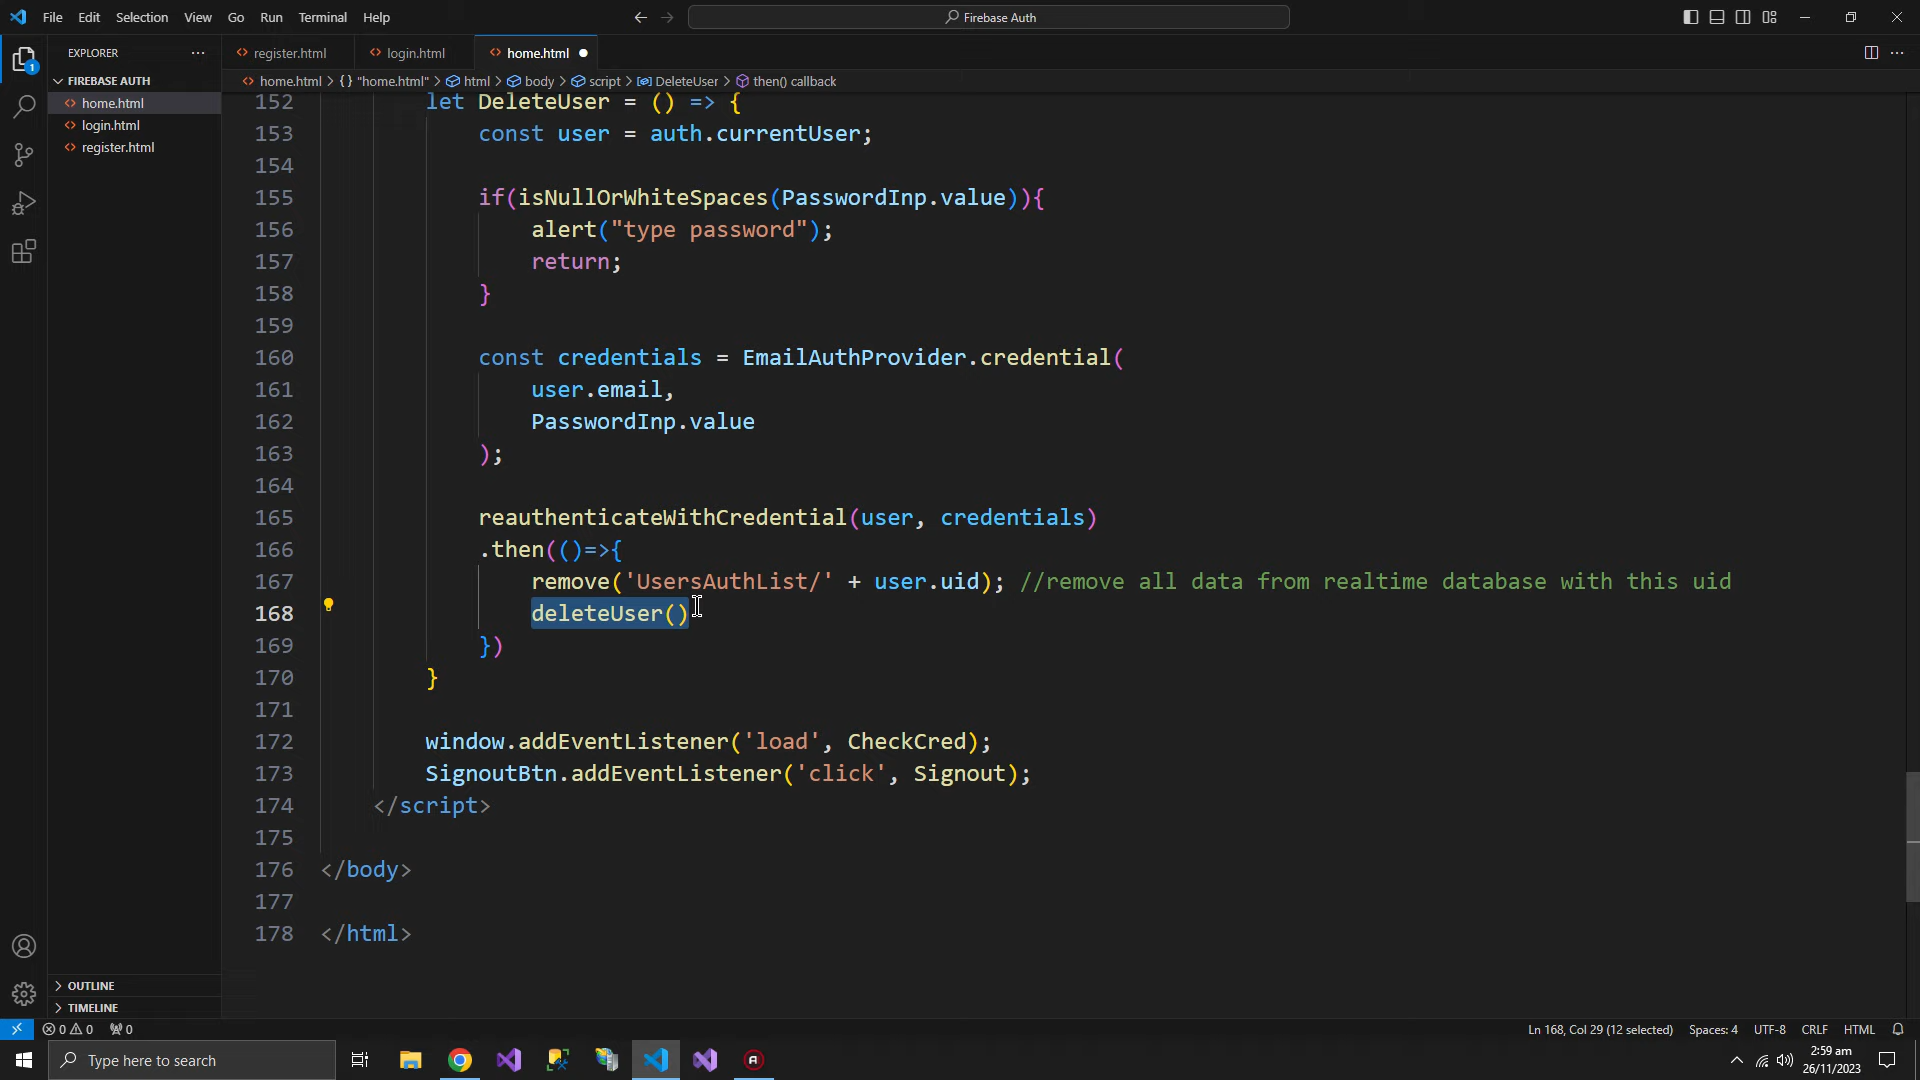 File Edit Selection View Go Run Terminal Help
Firebase Auth
EXPLORER
register.html
login.html
home.html
FIREBASE AUTH
home.html
login.html
register.html
home.html > {} "home.html" > html > body > script > DeleteUser > then() callback
152 let DeleteUser = () => {
153 const user = auth.currentUser;
154
155 if(isNullOrWhiteSpaces(PasswordInp.value)){
156 alert("type password");
157 return;
158 }
159
160 const credentials = EmailAuthProvider.credential(
161 user.email,
162 PasswordInp.value
163 );
164
165 reauthenticateWithCredential(user, credentials)
166 .then(()=>{
167 remove('UsersAuthList/' + user.uid); //remove all data from realtime database with this uid
168 deleteUser()
169 })
170 }
171
172 window.addEventListener('load', CheckCred);
173 SignoutBtn.addEventListener('click', Signout);
174 </script>
175
176 </body>
177
178 </html>
OUTLINE
TIMELINE
0 0 0
Ln 168, Col 29 (12 selected) Spaces: 4 UTF-8 CRLF HTML
Type here to search
2:59 am
26/11/2023